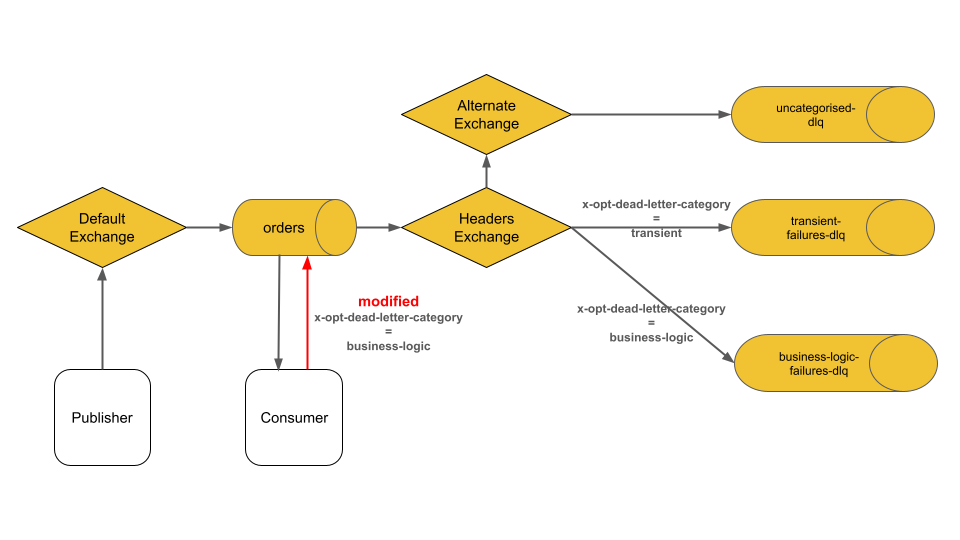 Alternate
Exchange
uncategorised-
dlq
Default
Exchange
orders
Headers
Exchange
x-opt-dead-letter-category
=
transient
transient-
failures-dlq
modified
x-opt-dead-letter-category
=
business-logic
x-opt-dead-letter-category
=
business-logic
business-logic-
failures-dlq
Publisher
Consumer